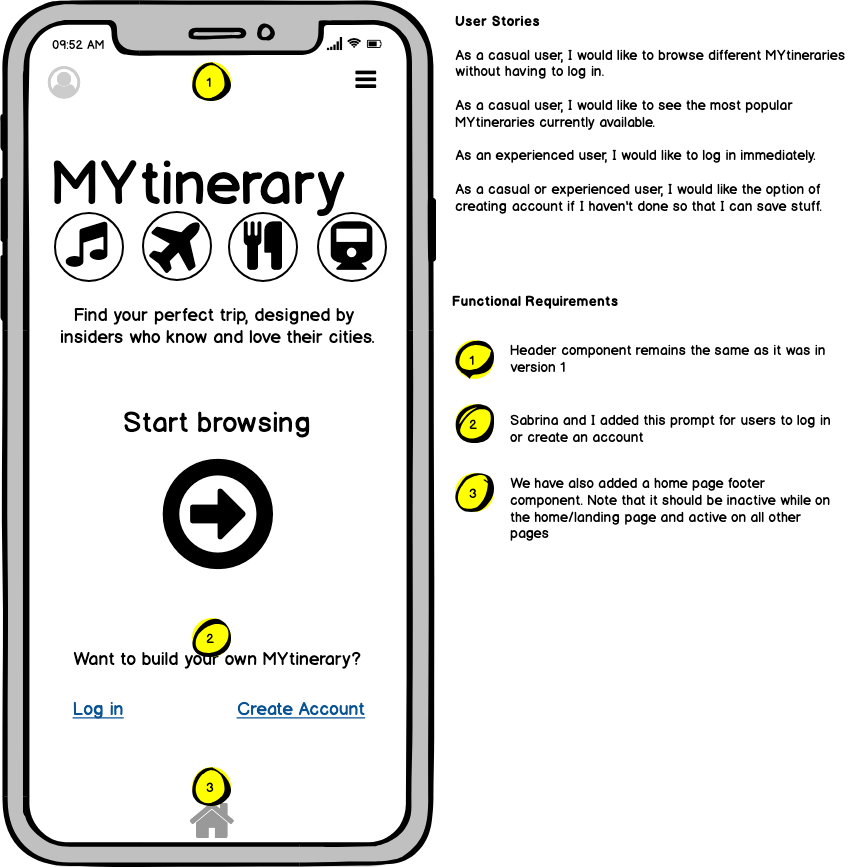 09:52 AM
1
MYtinerary
Find your perfect trip, designed by
insiders who know and love their cities.
Start browsing
2
Want to build your own MYtinerary?
Log in
Create Account
3
User Stories
As a casual user, I would like to browse different MYtineraries
without having to log in.
As a casual user, I would like to see the most popular
MYtineraries currently available.
As an experienced user, I would like to log in immediately.
As a casual or experienced user, I would like the option of
creating account if I haven't done so that I can save stuff.
Functional Requirements
1
Header component remains the same as it was in
version 1
2
Sabrina and I added this prompt for users to log in
or create an account
3
We have also added a home page footer
component. Note that it should be inactive while on
the home/landing page and active on all other
pages